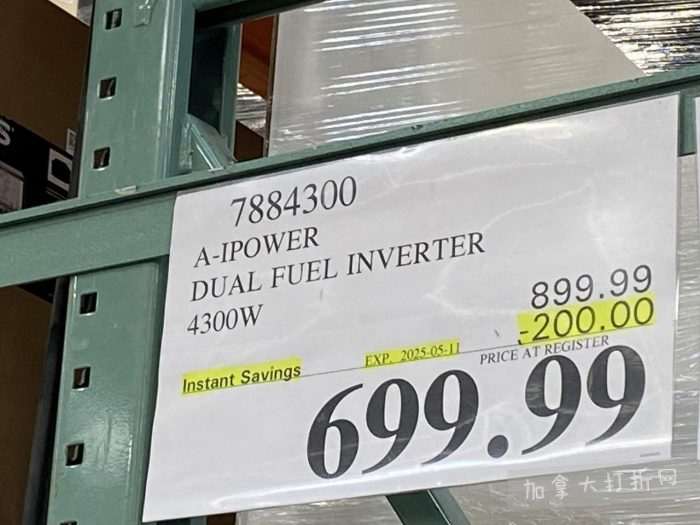 7884300
A-IPOWER
DUAL FUEL INVERTER
4300W
899.99
-200.00
Instant Savings
EXP. 2025-05-11
PRICE AT REGISTER
699.99
加拿大打折网